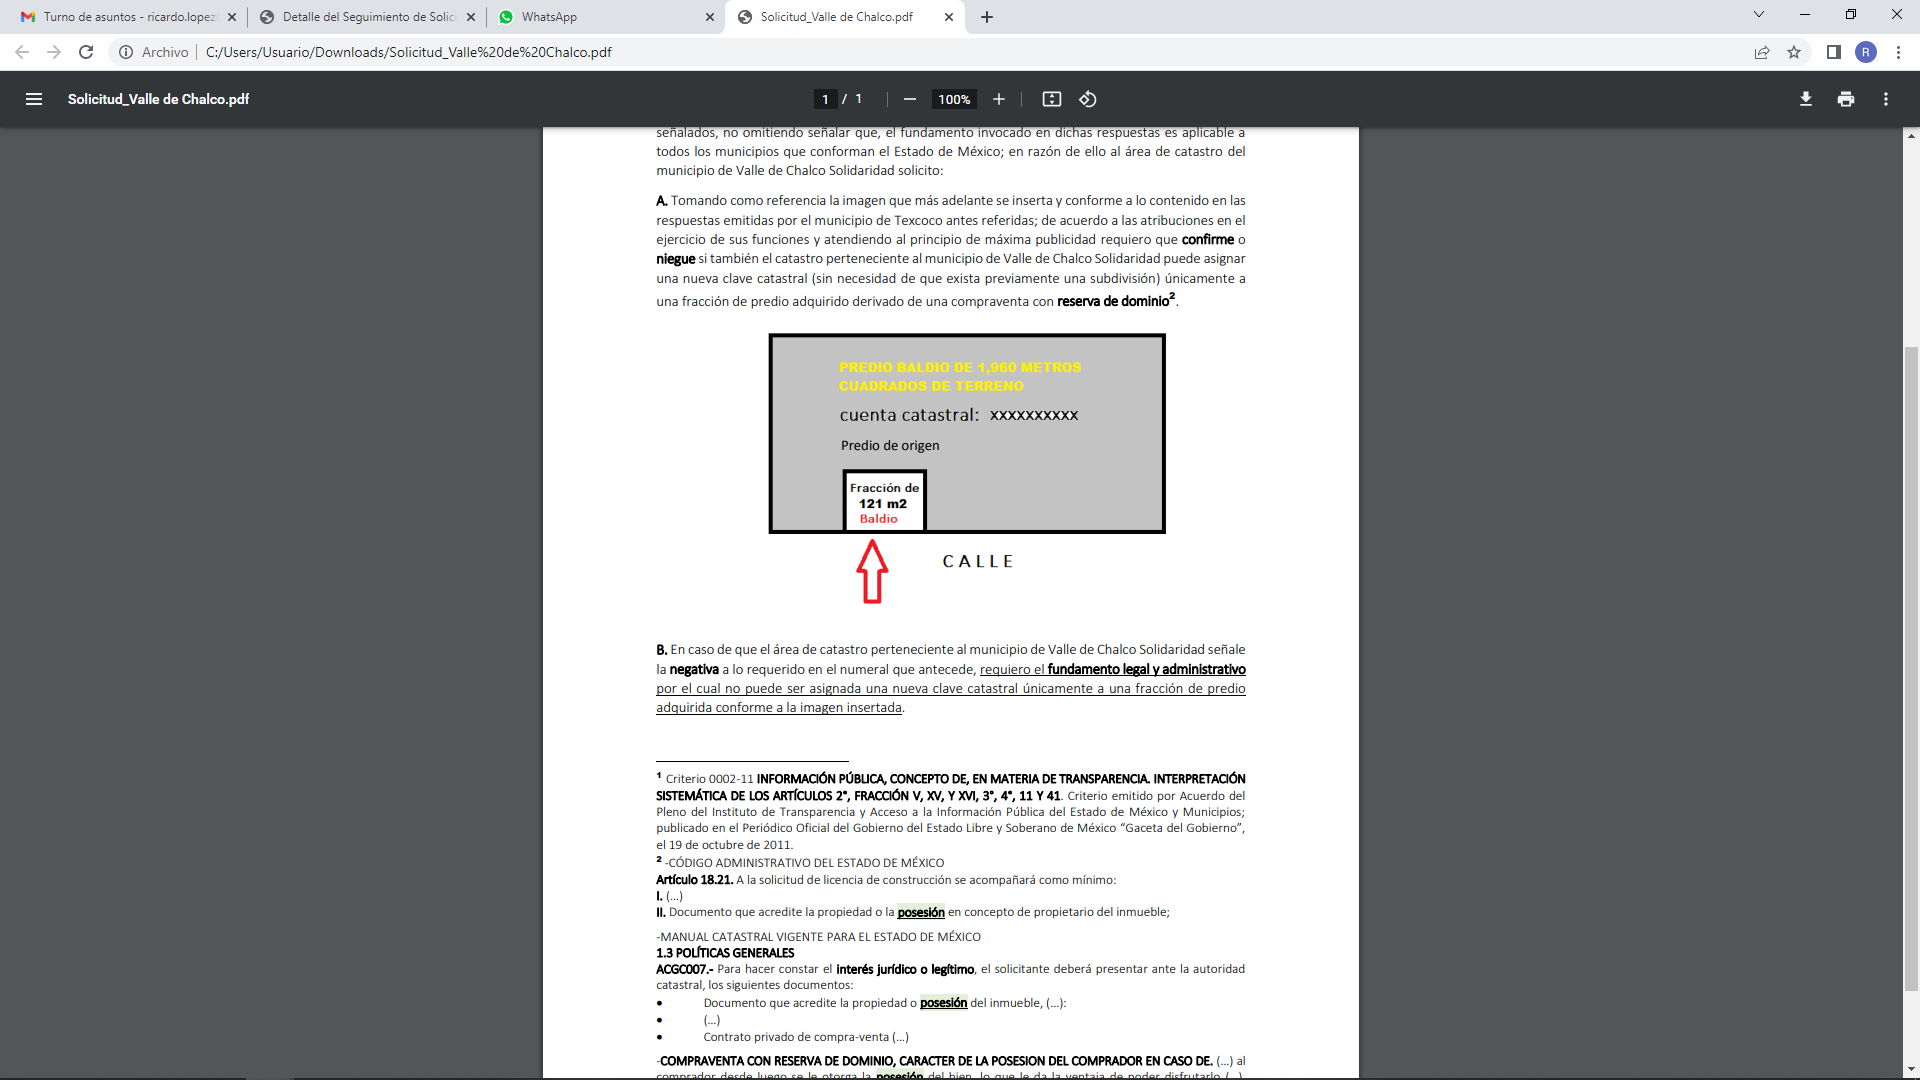 Turno de asuntos - ricardo.lopez
Detalle del Seguimiento de Solic
WhatsApp
Solicitud_Valle de Chalco.pdf
Archivo
C:/Users/Usuario/Downloads/Solicitud_Valle%20de%20Chalco.pdf
R
Solicitud_Valle de Chalco.pdf
1 / 1
100%
señalados, no omitiendo señalar que, el fundamento invocado en dichas respuestas es aplicable a
todos los municipios que conforman el Estado de México; en razón de ello al área de catastro del
municipio de Valle de Chalco Solidaridad solicito:
A. Tomando como referencia la imagen que más adelante se inserta y conforme a lo contenido en las
respuestas emitidas por el municipio de Texcoco antes referidas; de acuerdo a las atribuciones en el
ejercicio de sus funciones y atendiendo al principio de máxima publicidad requiero que confirme o
niegue si también el catastro perteneciente al municipio de Valle de Chalco Solidaridad puede asignar
una nueva clave catastral (sin necesidad de que exista previamente una subdivisión) únicamente a
una fracción de predio adquirido derivado de una compraventa con reserva de dominio².
PREDIO BALDIO DE 1,960 METROS
CUADRADOS DE TERRENO
cuenta catastral: xxxxxxxxxx
Predio de origen
Fracción de
121 m2
Baldio
CALLE
B. En caso de que el área de catastro perteneciente al municipio de Valle de Chalco Solidaridad señale
la negativa a lo requerido en el numeral que antecede, requiero el fundamento legal y administrativo
por el cual no puede ser asignada una nueva clave catastral únicamente a una fracción de predio
adquirida conforme a la imagen insertada.
¹ Criterio 0002-11 INFORMACIÓN PÚBLICA, CONCEPTO DE, EN MATERIA DE TRANSPARENCIA. INTERPRETACIÓN
SISTEMÁTICA DE LOS ARTÍCULOS 2°, FRACCIÓN V, XV, Y XVI, 3°, 4°, 11 Y 41. Criterio emitido por Acuerdo del
Pleno del Instituto de Transparencia y Acceso a la Información Pública del Estado de México y Municipios;
publicado en el Periódico Oficial del Gobierno del Estado Libre y Soberano de México “Gaceta del Gobierno”,
el 19 de octubre de 2011.
² -CÓDIGO ADMINISTRATIVO DEL ESTADO DE MÉXICO
Artículo 18.21. A la solicitud de licencia de construcción se acompañará como mínimo:
I. (...)
II. Documento que acredite la propiedad o la posesión en concepto de propietario del inmueble;
-MANUAL CATASTRAL VIGENTE PARA EL ESTADO DE MÉXICO
1.3 POLÍTICAS GENERALES
ACGC007.- Para hacer constar el interés jurídico o legítimo, el solicitante deberá presentar ante la autoridad
catastral, los siguientes documentos:
• Documento que acredite la propiedad o posesión del inmueble, (...):
• (...)
• Contrato privado de compra-venta (...)
-COMPRAVENTA CON RESERVA DE DOMINIO, CARACTER DE LA POSESION DEL COMPRADOR EN CASO DE. (...) al
comprador desde luego se le otorga la posesión del bien, lo que le da la ventaja de poder disfrutarlo (...)